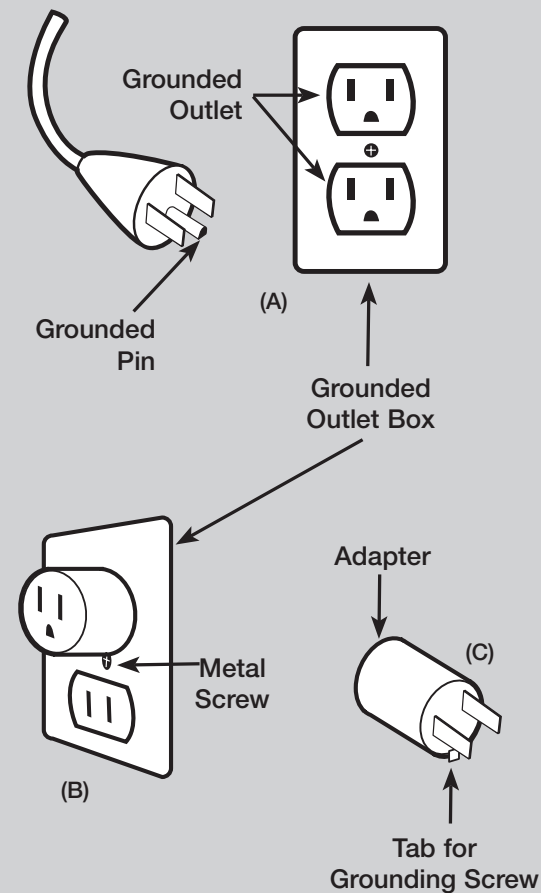 Grounded
Outlet
(A)
Grounded
Pin
Grounded
Outlet Box
Adapter
(C)
Metal
Screw
(B)
Tab for
Grounding Screw